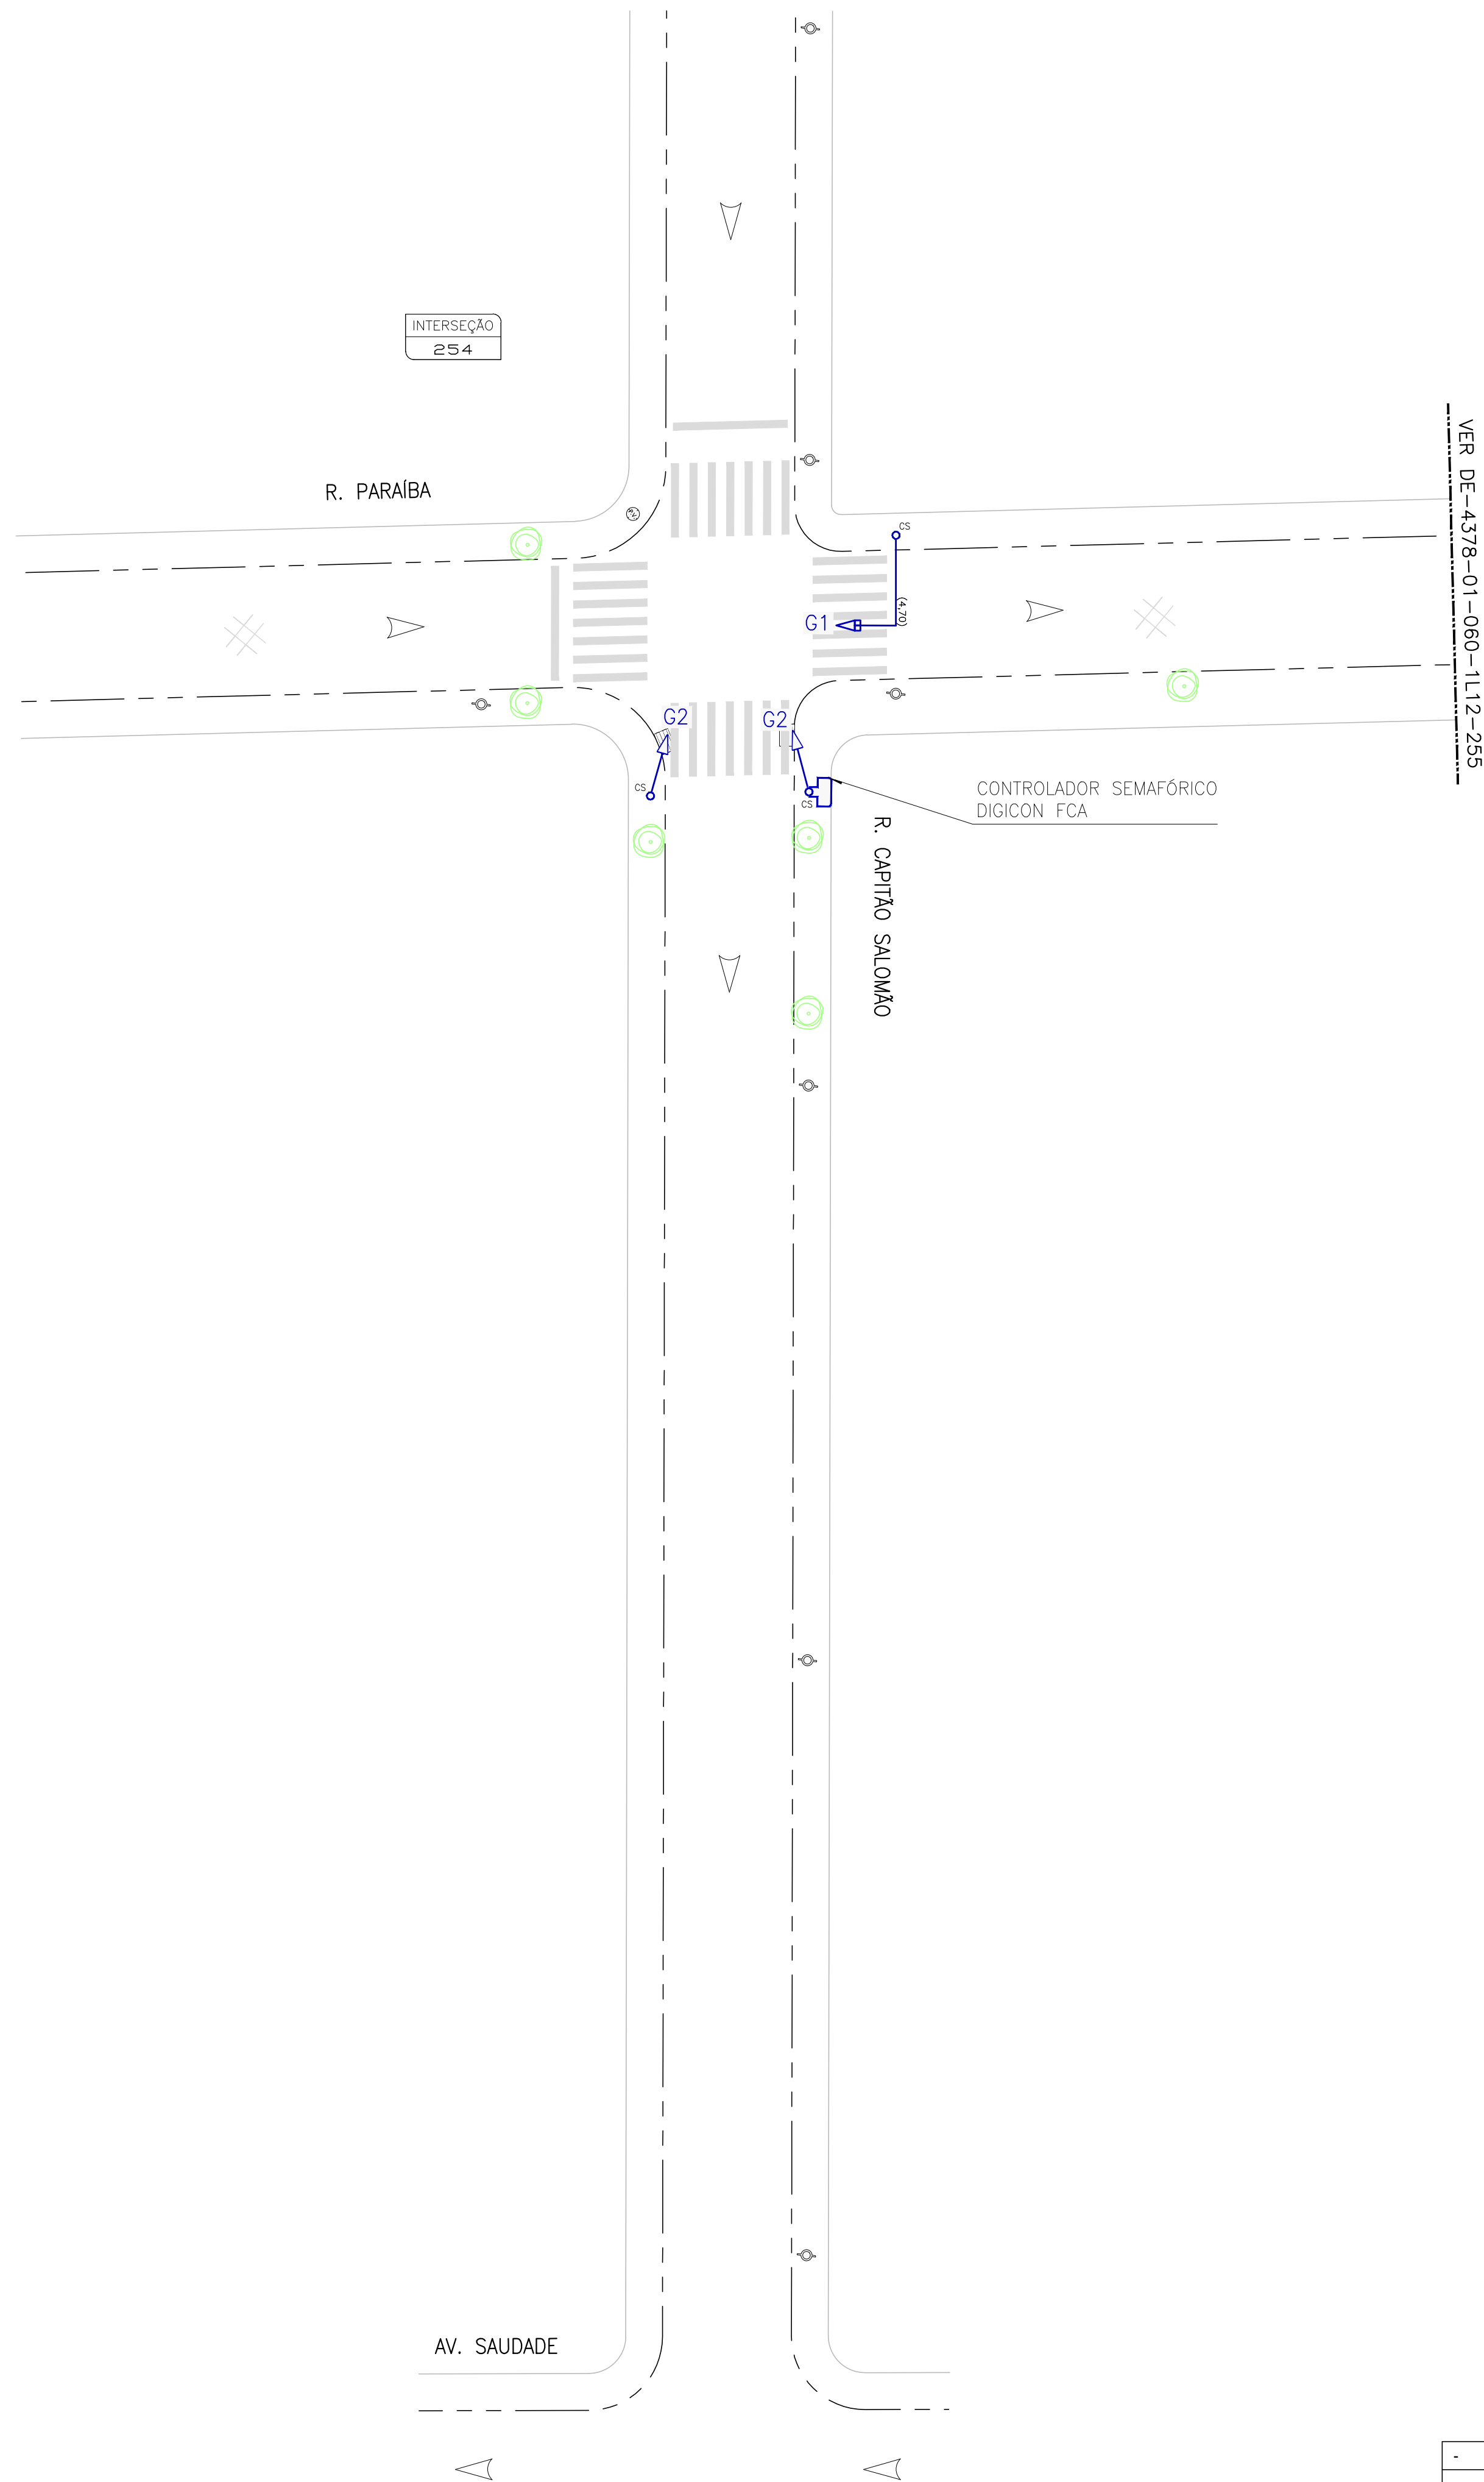 INTERSEÇÃO
254
VER DE-4378-01-060-1L12-255
R. PARAÍBA
P.V.
CS
(4,70)
G1
G2
G2
CS
CS
CONTROLADOR SEMAFÓRICO
DIGICON FCA
R. CAPITÃO SALOMÃO
AV. SAUDADE
-